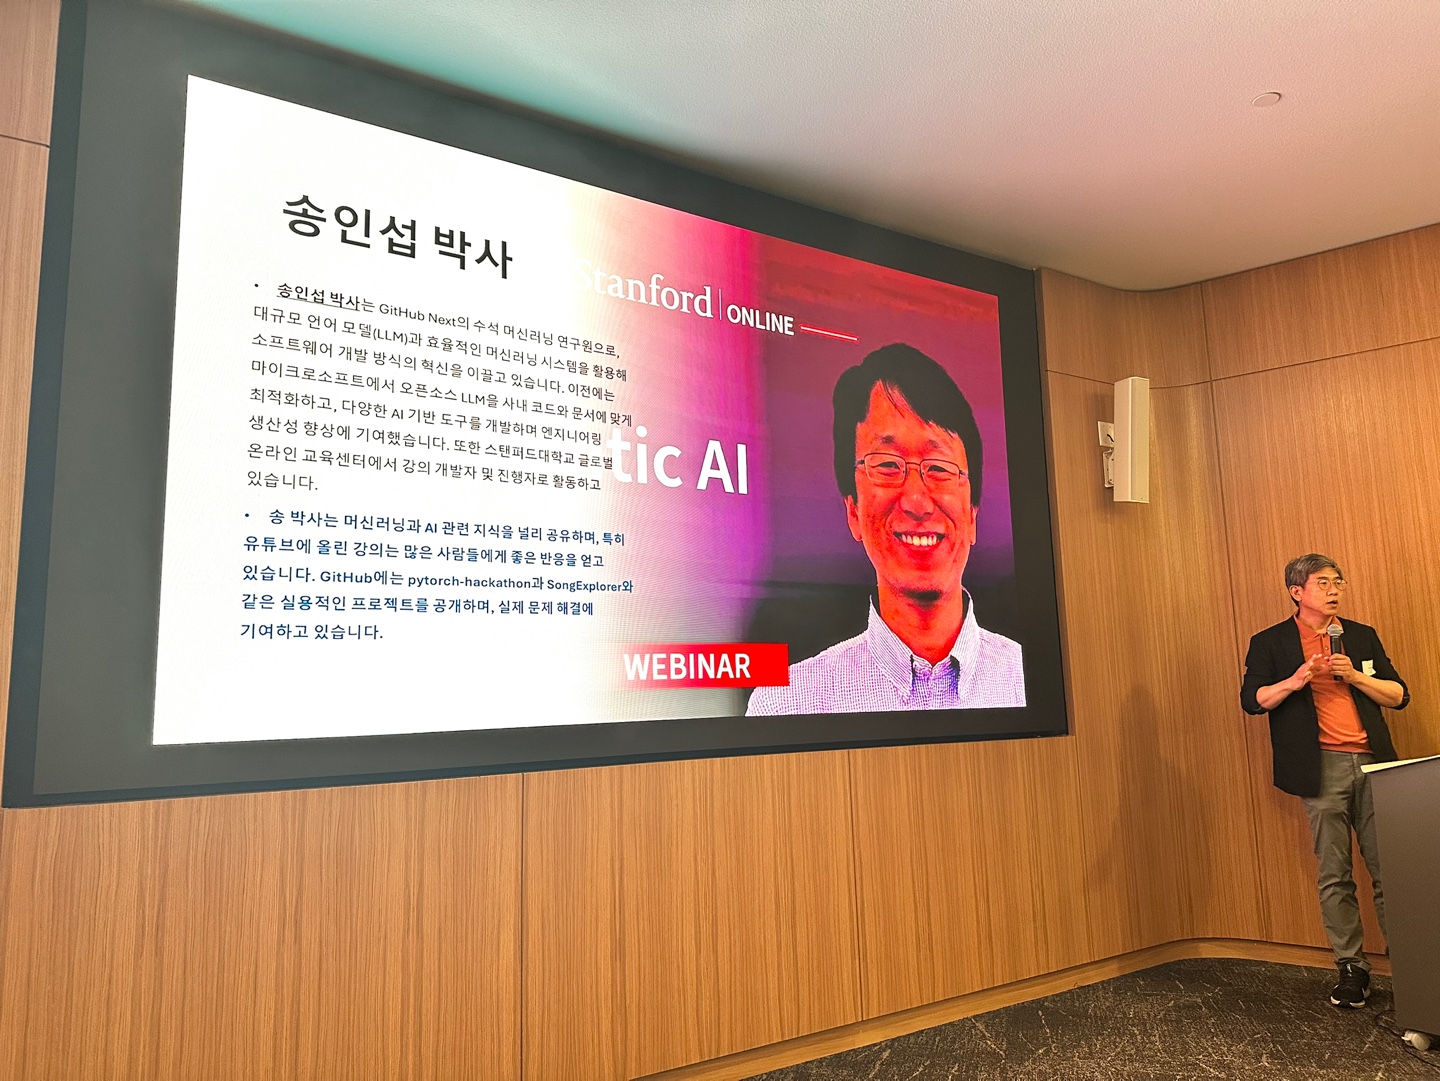 송인섭 박사
• 송인섭 박사는 GitHub Next의 수석 머신러닝 연구원으로,
대규모 언어 모델(LLM)과 효율적인 머신러닝 시스템을 활용해
소프트웨어 개발 방식의 혁신을 이끌고 있습니다. 이전에는
마이크로소프트에서 오픈소스 LLM을 사내 코드와 문서에 맞게
최적화하고, 다양한 AI 기반 도구를 개발하며 엔지니어링
생산성 향상에 기여했습니다. 또한 스탠퍼드대학교 글로벌
온라인 교육센터에서 강의 개발자 및 진행자로 활동하고
있습니다.
• 송 박사는 머신러닝과 AI 관련 지식을 널리 공유하며, 특히
유튜브에 올린 강의는 많은 사람들에게 좋은 반응을 얻고
있습니다. GitHub에는 pytorch-hackathon과 SongExplorer와
같은 실용적인 프로젝트를 공개하며, 실제 문제 해결에
기여하고 있습니다.
Stanford | ONLINE
tic AI
WEBINAR